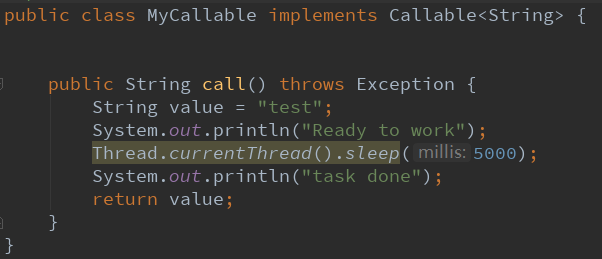 public class MyCallable implements Callable<String> {
public String call() throws Exception {
String value = "test";
System.out.println("Ready to work");
Thread.currentThread().sleep( millis: 5000);
System.out.println("task done");
return value;
}
}